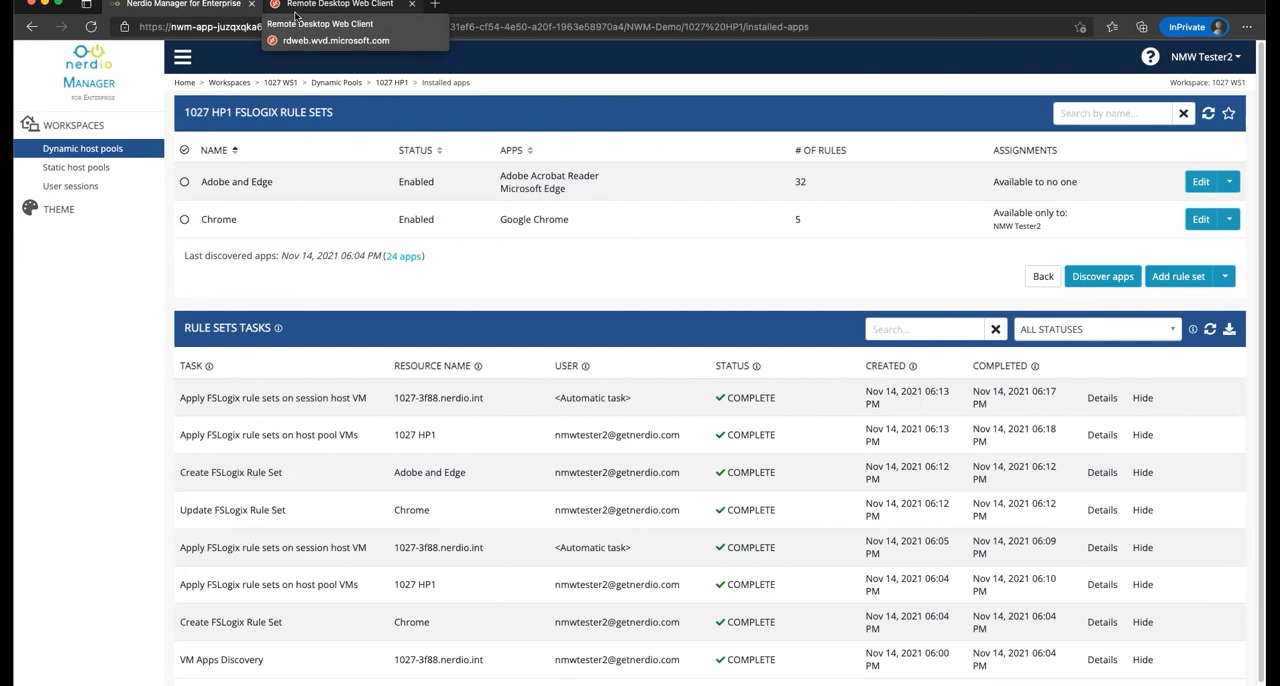 Nerdio Manager for Enterprise
Remote Desktop Web Client
https://nwm-app-juzqxqka6
31ef6-cf54-4e50-a20f-1963e58970a4/NWM-Demo/1027%20HP1/installed-apps
InPrivate
Remote Desktop Web Client
rdweb.wvd.microsoft.com
nerdio
MANAGER
FOR ENTERPRISE
NMW Tester2
Home > Workspaces > 1027 WS1 > Dynamic Pools > 1027 HP1 > Installed apps
Workspace: 1027 WS1
WORKSPACES
Dynamic host pools
Static host pools
User sessions
THEME
1027 HP1 FSLOGIX RULE SETS
Search by name...
NAME STATUS APPS # OF RULES ASSIGNMENTS
Adobe and Edge Enabled Adobe Acrobat Reader 32 Available to no one Edit
Microsoft Edge
Chrome Enabled Google Chrome 5 Available only to: Edit
NMW Tester2
Last discovered apps: Nov 14, 2021 06:04 PM (24 apps)
Back Discover apps Add rule set
RULE SETS TASKS
Search... ALL STATUSES
TASK RESOURCE NAME USER STATUS CREATED COMPLETED
Apply FSLogix rule sets on session host VM 1027-3f88.nerdio.int <Automatic task> COMPLETE Nov 14, 2021 06:13 Nov 14, 2021 06:17 Details Hide
PM PM
Apply FSLogix rule sets on host pool VMs 1027 HP1 nmwtester2@getnerdio.com COMPLETE Nov 14, 2021 06:13 Nov 14, 2021 06:18 Details Hide
PM PM
Create FSLogix Rule Set Adobe and Edge nmwtester2@getnerdio.com COMPLETE Nov 14, 2021 06:12 Nov 14, 2021 06:12 Details Hide
PM PM
Update FSLogix Rule Set Chrome nmwtester2@getnerdio.com COMPLETE Nov 14, 2021 06:12 Nov 14, 2021 06:12 Details Hide
PM PM
Apply FSLogix rule sets on session host VM 1027-3f88.nerdio.int <Automatic task> COMPLETE Nov 14, 2021 06:05 Nov 14, 2021 06:09 Details Hide
PM PM
Apply FSLogix rule sets on host pool VMs 1027 HP1 nmwtester2@getnerdio.com COMPLETE Nov 14, 2021 06:04 Nov 14, 2021 06:10 Details Hide
PM PM
Create FSLogix Rule Set Chrome nmwtester2@getnerdio.com COMPLETE Nov 14, 2021 06:04 Nov 14, 2021 06:04 Details Hide
PM PM
VM Apps Discovery 1027-3f88.nerdio.int nmwtester2@getnerdio.com COMPLETE Nov 14, 2021 06:00 Nov 14, 2021 06:04 Details Hide
PM PM